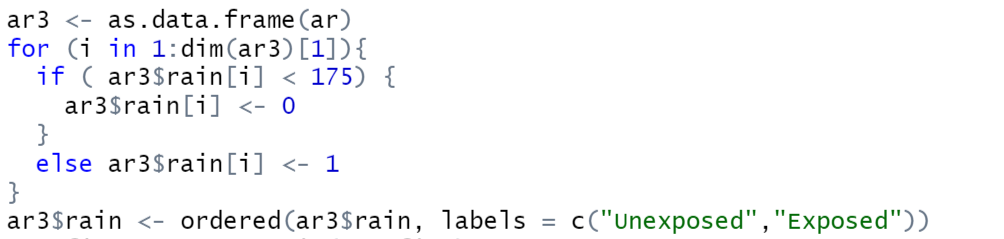 ar3 <- as.data.frame(ar)
for (i in 1:dim(ar3)[1]){
  if ( ar3$rain[i] < 175) {
    ar3$rain[i] <- 0
  }
  else ar3$rain[i] <- 1
}
ar3$rain <- ordered(ar3$rain, labels = c("Unexposed","Exposed"))